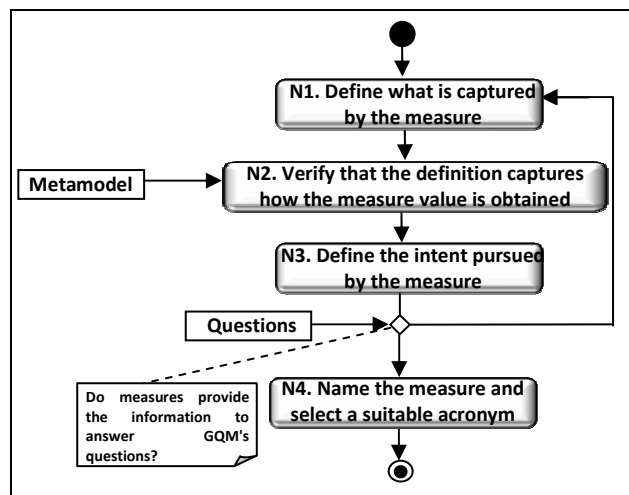 N1. Define what is captured
by the measure
Metamodel
N2. Verify that the definition captures
how the measure value is obtained
N3. Define the intent pursued
by the measure
Questions
Do measures provide
the information to
answer GQM's
questions?
N4. Name the measure and
select a suitable acronym